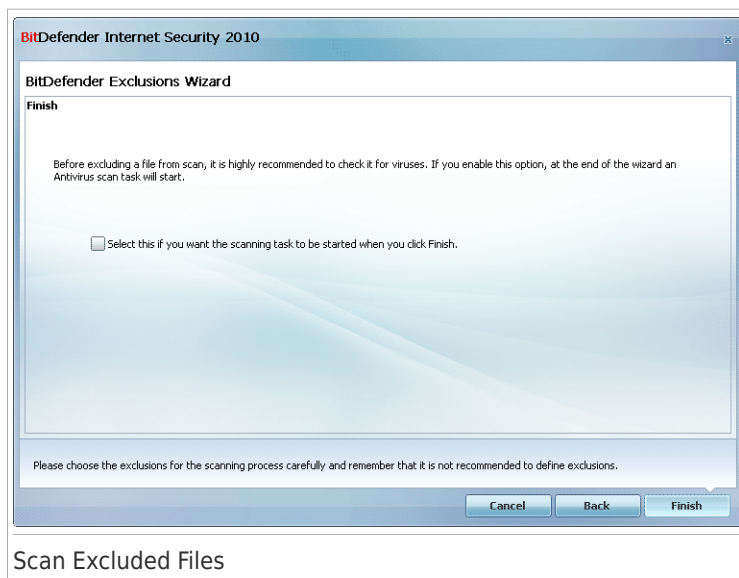 BitDefender Internet Security 2010
x
BitDefender Exclusions Wizard
Finish
Before excluding a file from scan, it is highly recommended to check it for viruses. If you enable this option, at the end of the wizard an
Antivirus scan task will start.
Select this if you want the scanning task to be started when you click Finish.
Please choose the exclusions for the scanning process carefully and remember that it is not recommended to define exclusions.
Cancel Back Finish
Scan Excluded Files